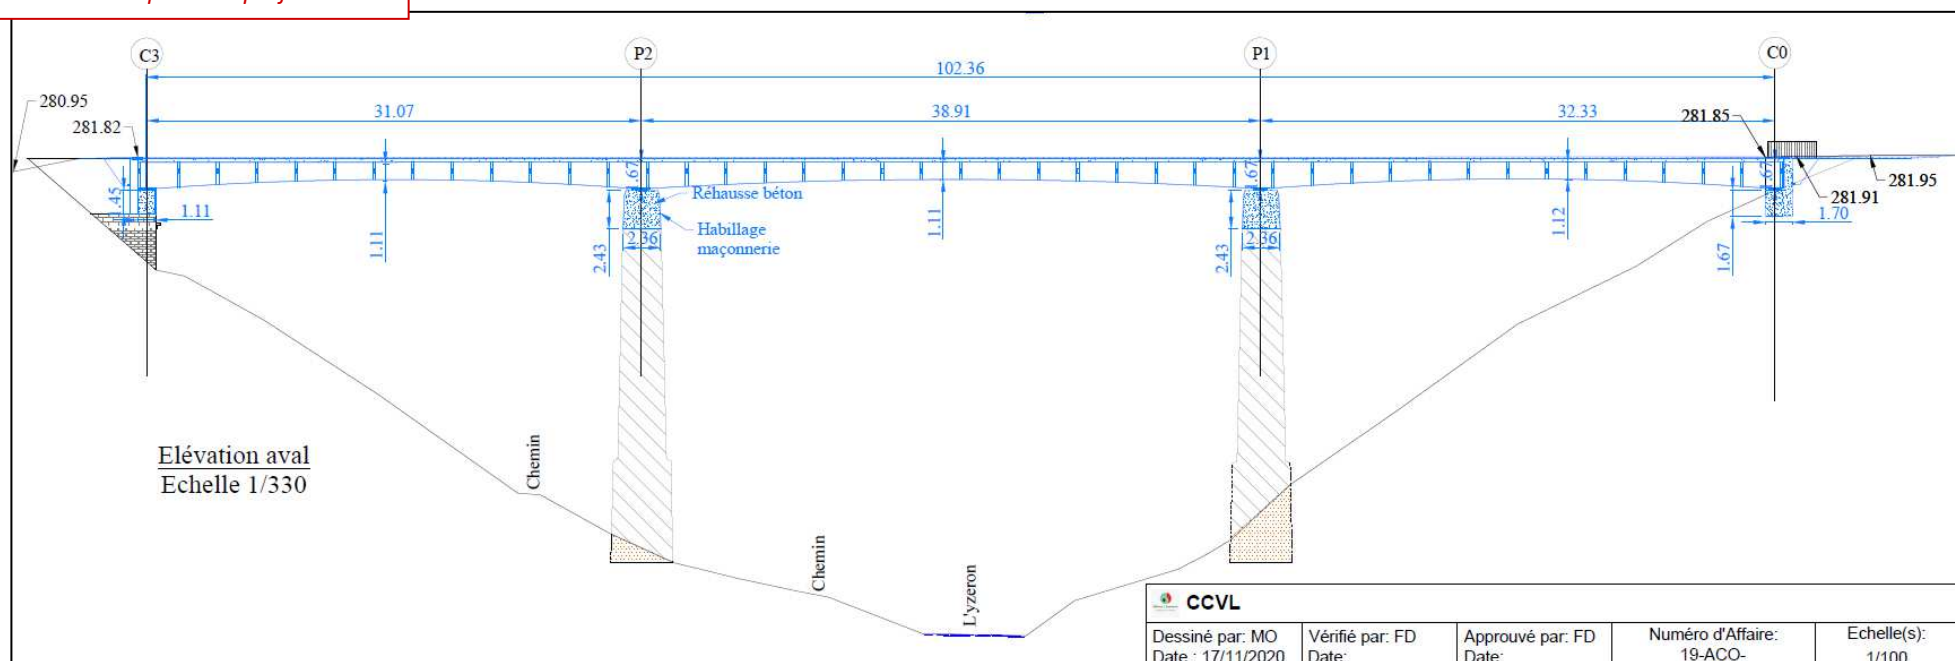 C3
P2
P1
C0
102.36
31.07
38.91
32.33
280.95
281.82
281.85
281.95
281.91
1.45
1.11
1.11
.67
Réhausse béton
Habillage
maçonnerie
2.43
2.36
1.11
.67
2.43
2.36
1.12
.67
1.67
1.70
Elévation aval
Echelle 1/330
Chemin
Chemin
L'yzeron
CCVL
Dessiné par: MO
Date : 17/11/2020
Vérifié par: FD
Date:
Approuvé par: FD
Date:
Numéro d'Affaire:
19-ACO-
Echelle(s):
1/100